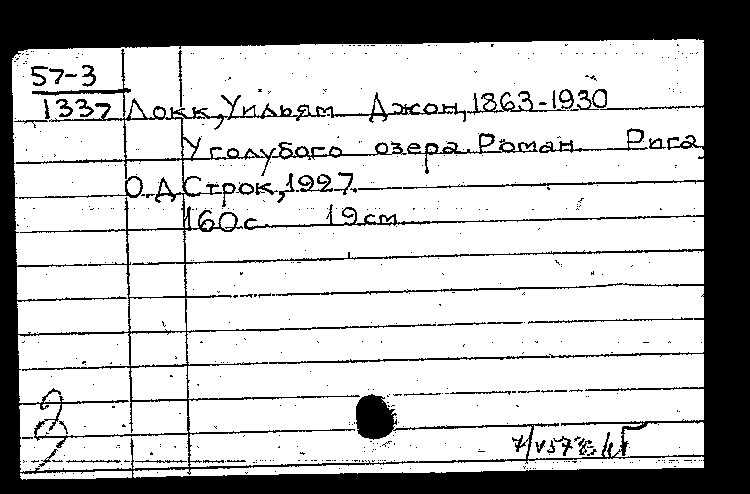 57-3
1337 Локк, Уильям Джон, 1863-1930
У голубого озера. Роман. Рига,
О.Д.Строк, 1927.
160с. 19см.